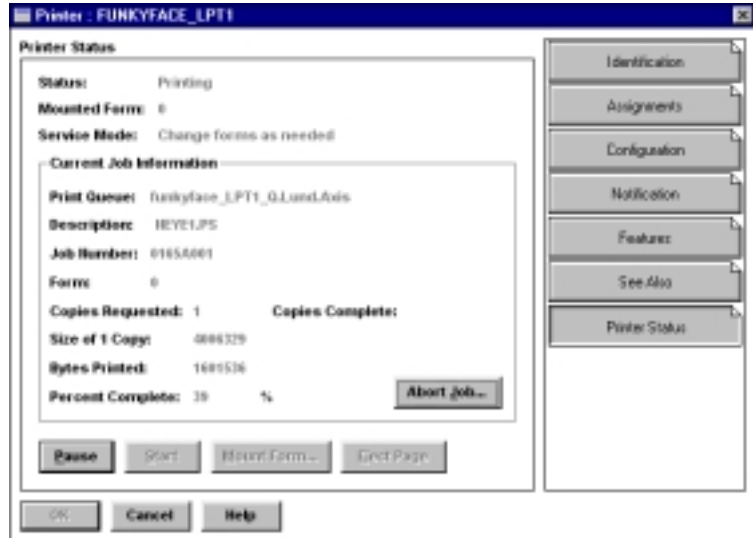 Printer : FUNKYFACE_LPT1
Printer Status
Status: Printing
Mounted Form: 0
Service Mode: Change forms as needed
Current Job Information
Print Queue: funkyface_LPT1_Q.Lund.Axis
Description: HEYE1.PS
Job Number: 0165A001
Form: 0
Copies Requested: 1 Copies Complete:
Size of 1 Copy: 4006329
Bytes Printed: 1601536
Percent Complete: 39 %
Abort Job...
Pause Start Mount Form... Eject Page
OK Cancel Help
Identification
Assignments
Configuration
Notification
Features
See Also
Printer Status